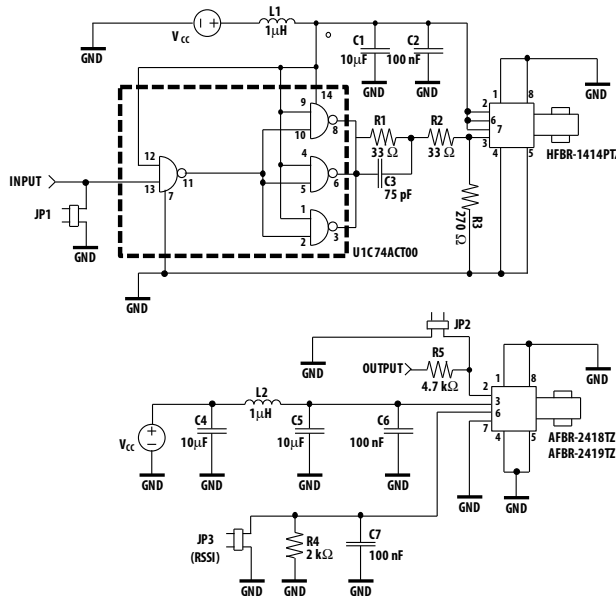 L1
1µH
V CC
GND
C1
10µF
GND
C2
100 nF
GND
1
8
GND
2
6
7
3
4
5
HFBR-1414PTZ
14
9
10
8
R1
33 Ω
R2
33 Ω
C3
75 pF
R3
270 Ω
12
13
11
7
4
5
6
1
2
3
INPUT
JP1
GND
U1C74ACT00
GND
JP2
GND
OUTPUT
R5
4.7 kΩ
1
8
GND
2
3
6
7
4
5
AFBR-2418TZ
AFBR-2419TZ
GND
GND
L2
1µH
VCC
GND
C4
10µF
GND
C5
10µF
GND
C6
100 nF
GND
JP3
(RSSI)
GND
R4
2 kΩ
GND
C7
100 nF
GND